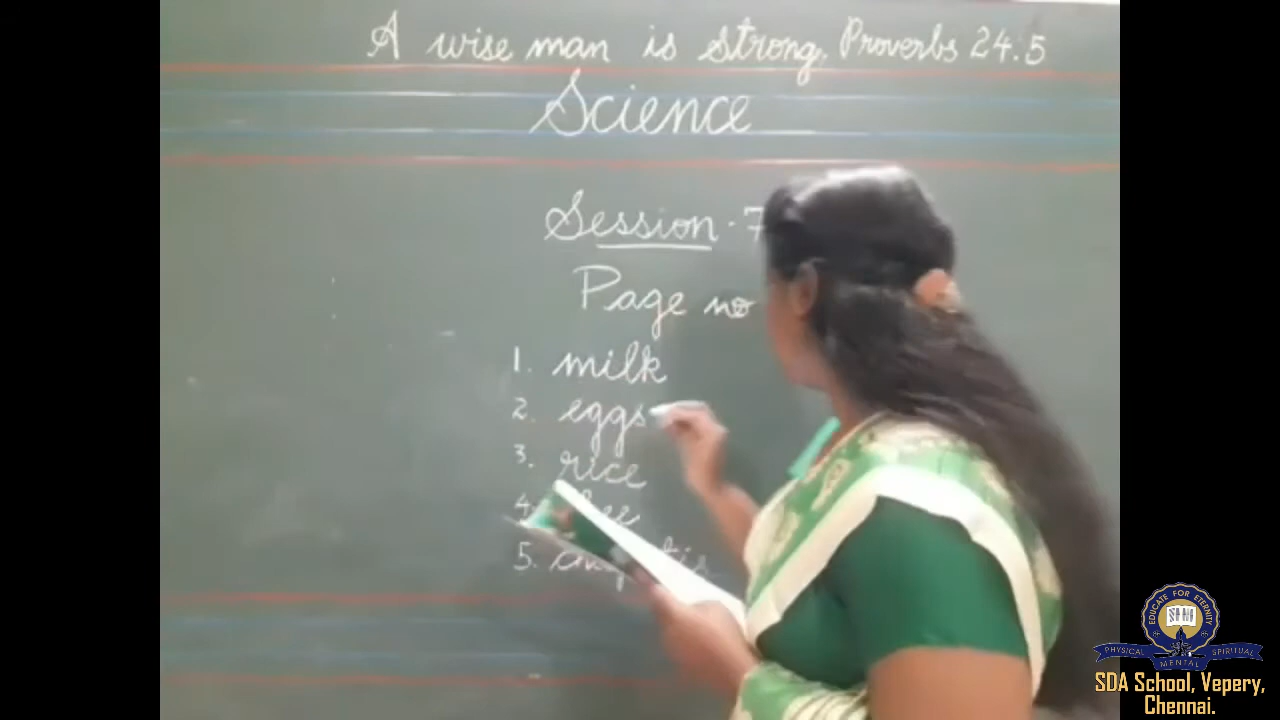 A wise man is strong. Proverbs 24.5
Science
Session - 7
Page no
1. milk
2. eggs
3. rice
4.
5.
EDUCATE FOR ETERNITY
PHYSICAL MENTAL SPIRITUAL
SDA School, Vepery,
Chennai.